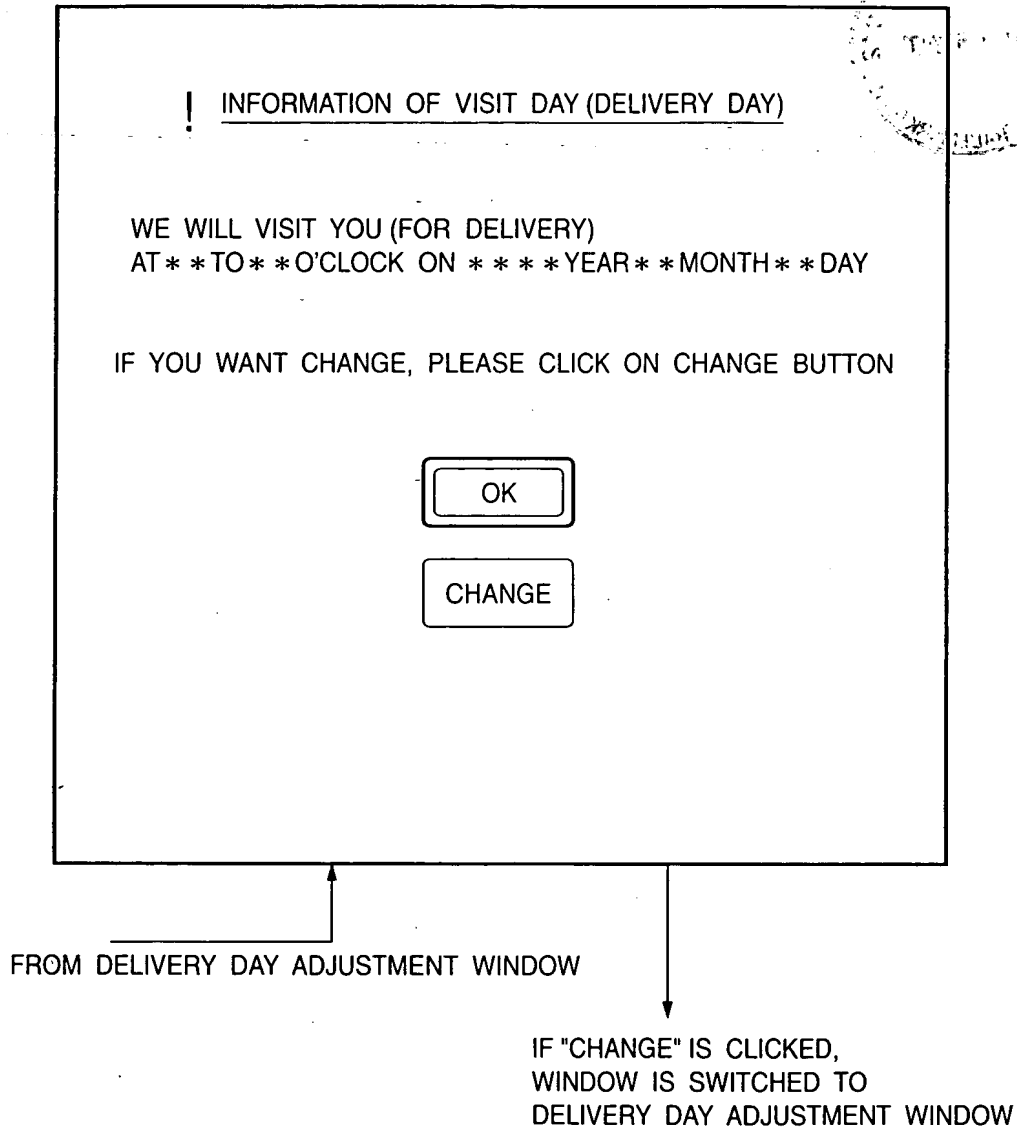 ! INFORMATION OF VISIT DAY (DELIVERY DAY)
WE WILL VISIT YOU (FOR DELIVERY)
AT * * TO * * O'CLOCK ON * * * * YEAR * * MONTH * * DAY
IF YOU WANT CHANGE, PLEASE CLICK ON CHANGE BUTTON
OK
CHANGE
FROM DELIVERY DAY ADJUSTMENT WINDOW
IF "CHANGE" IS CLICKED,
WINDOW IS SWITCHED TO
DELIVERY DAY ADJUSTMENT WINDOW